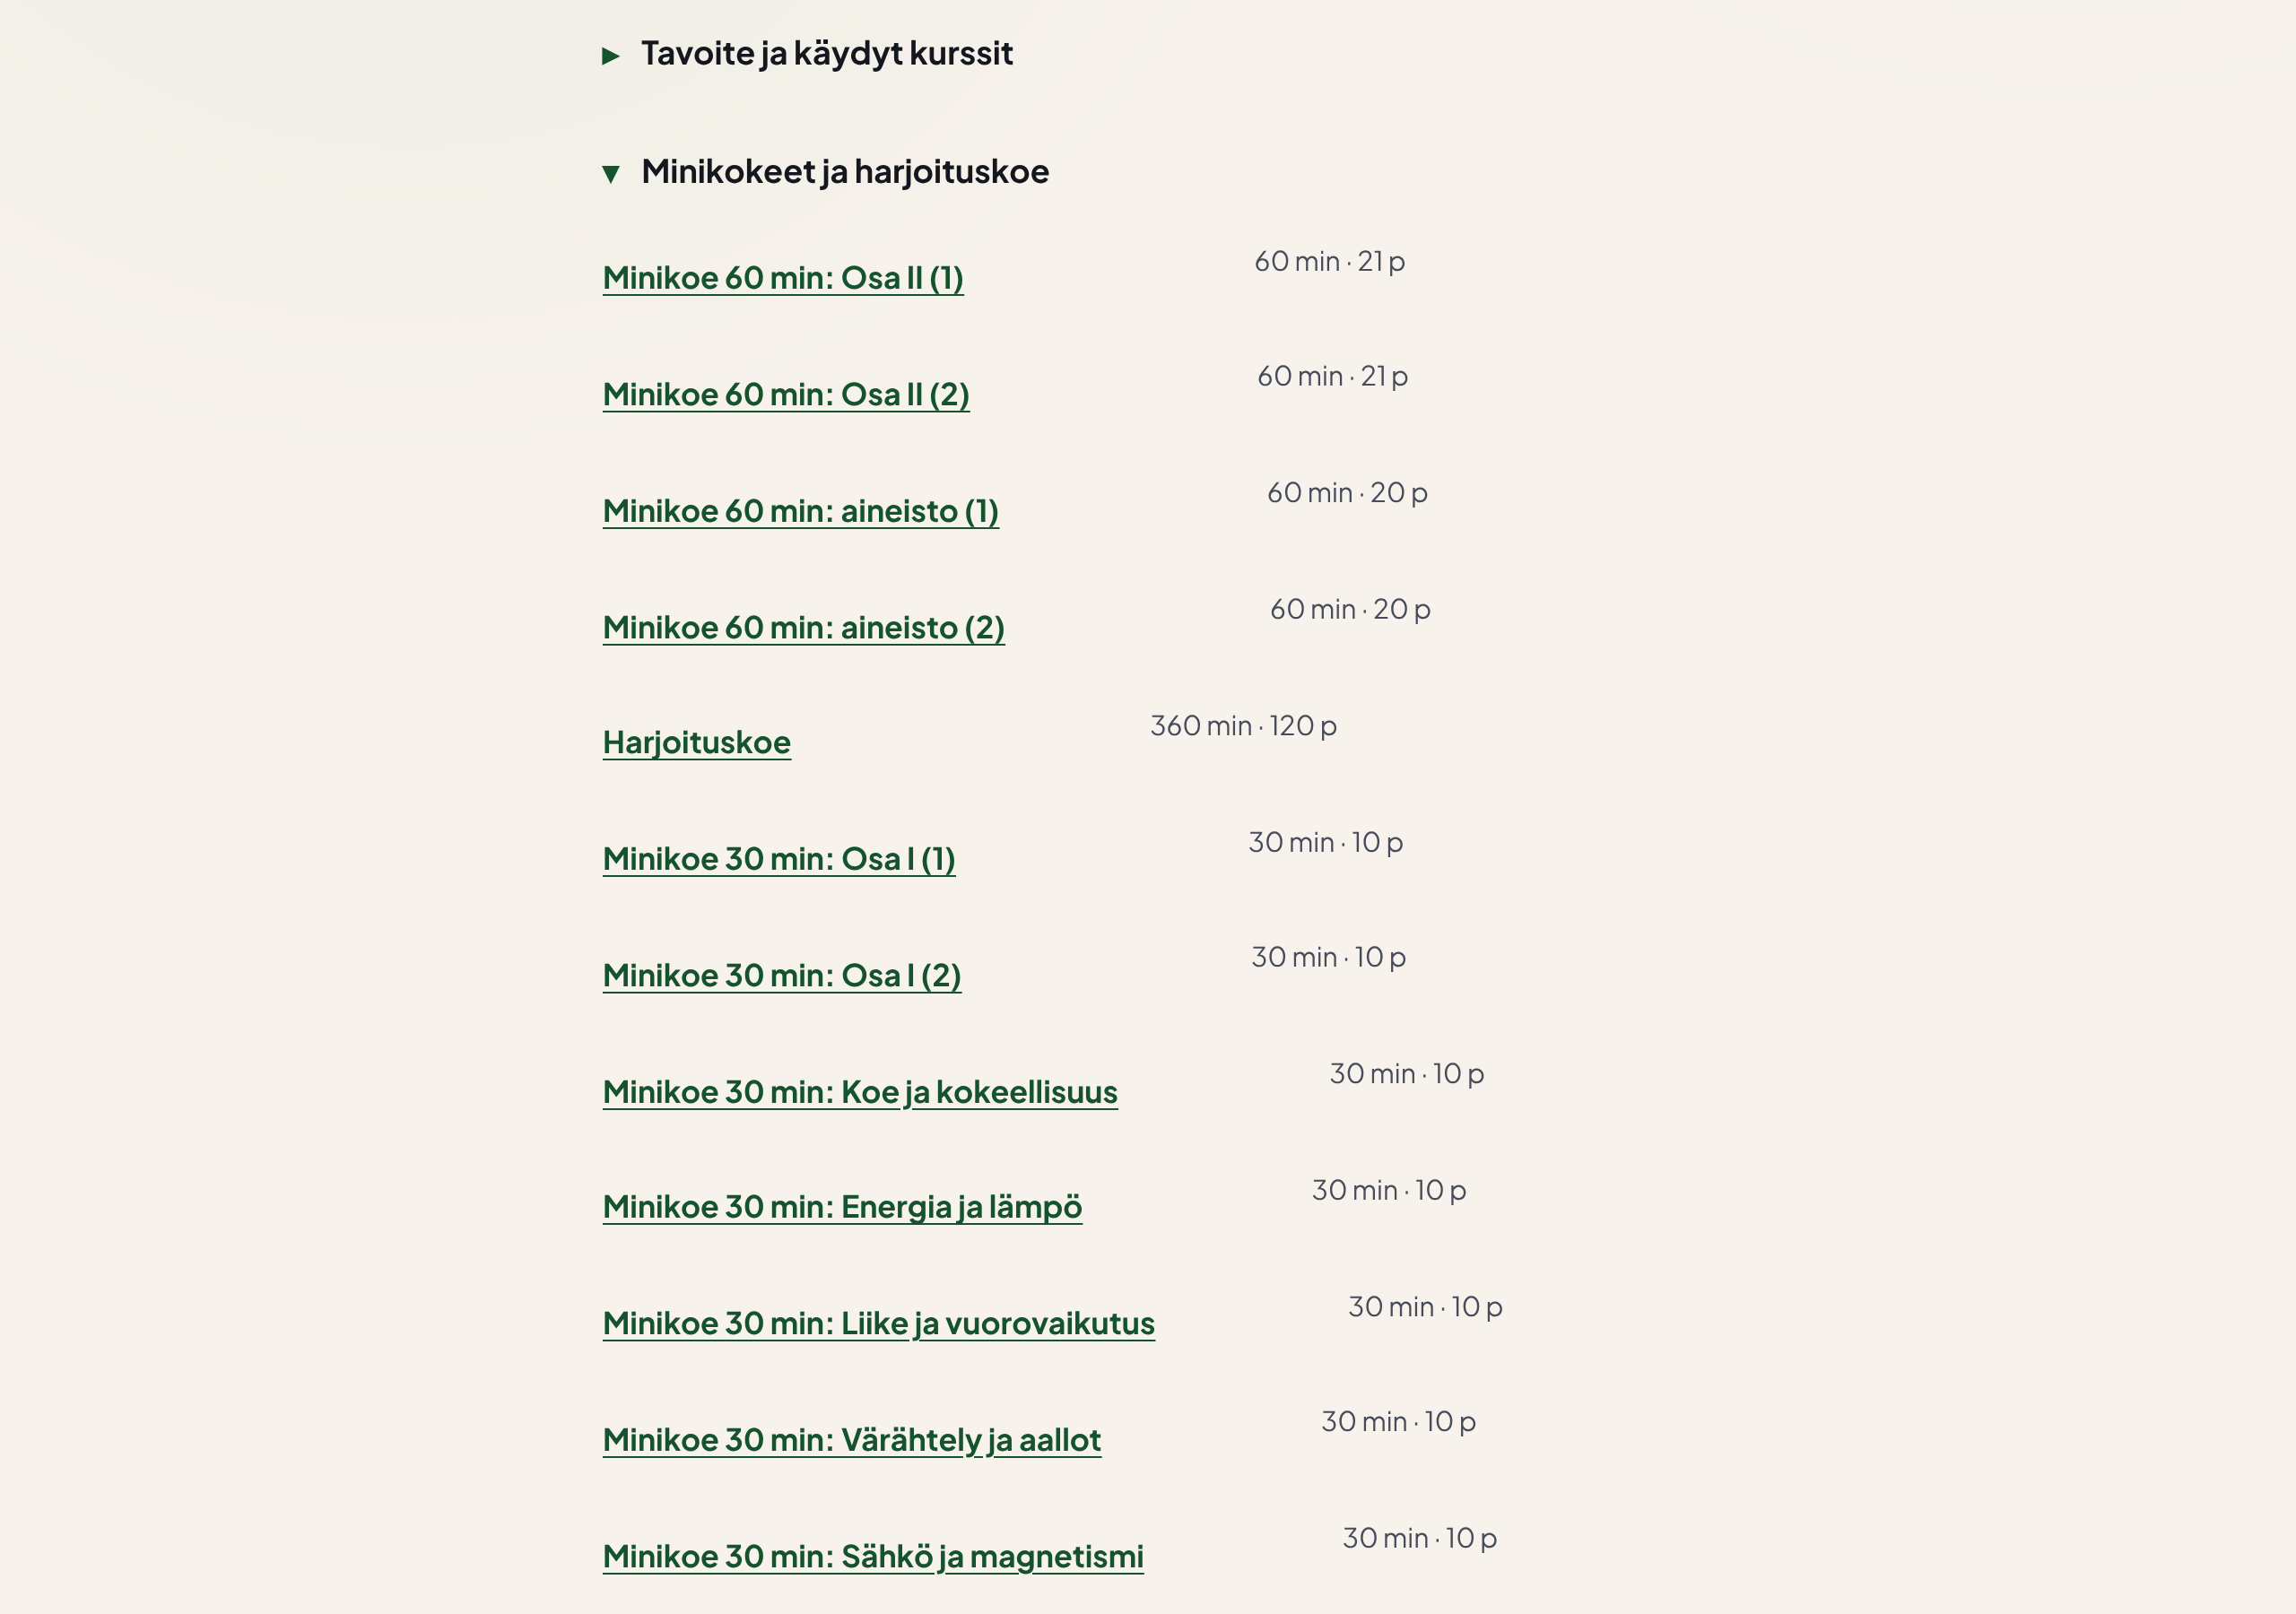 Tavoite ja käydyt kurssit
Minikokeet ja harjoituskoe
Minikoe 60 min: Osa II (1) 60 min · 21 p
Minikoe 60 min: Osa II (2) 60 min · 21 p
Minikoe 60 min: aineisto (1) 60 min · 20 p
Minikoe 60 min: aineisto (2) 60 min · 20 p
Harjoituskoe 360 min · 120 p
Minikoe 30 min: Osa I (1) 30 min · 10 p
Minikoe 30 min: Osa I (2) 30 min · 10 p
Minikoe 30 min: Koe ja kokeellisuus 30 min · 10 p
Minikoe 30 min: Energia ja lämpö 30 min · 10 p
Minikoe 30 min: Liike ja vuorovaikutus 30 min · 10 p
Minikoe 30 min: Värähtely ja aallot 30 min · 10 p
Minikoe 30 min: Sähkö ja magnetismi 30 min · 10 p